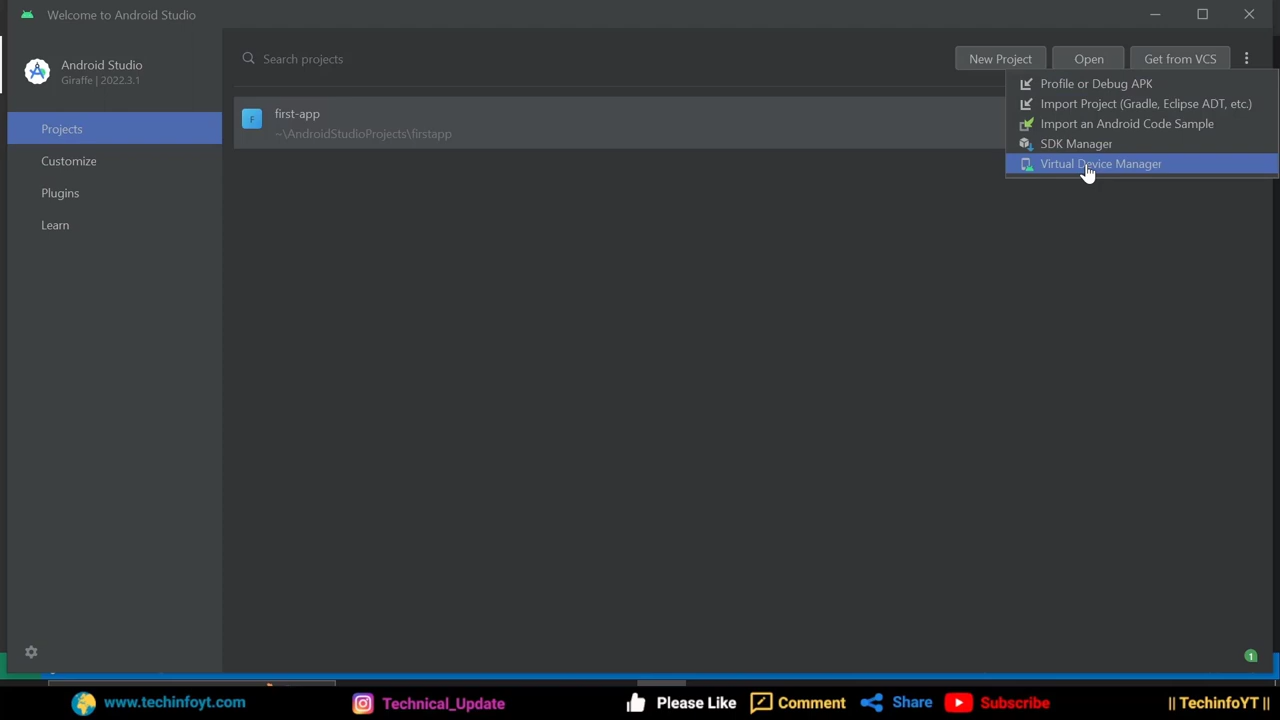 Welcome to Android Studio
Android Studio
Giraffe | 2022.3.1
Search projects
New Project
Open
Get from VCS
Profile or Debug APK
Import Project (Gradle, Eclipse ADT, etc.)
Import an Android Code Sample
SDK Manager
Virtual Device Manager
F
first-app
~\AndroidStudioProjects\firstapp
Projects
Customize
Plugins
Learn
1
www.techinfoyt.com
Technical_Update
Please Like
Comment
Share
Subscribe
|| TechinfoYT ||